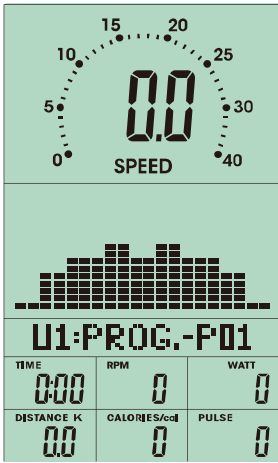 15 20
10 25
5 0.0 30
0 SPEED 40
U1:PROG.-P01
TIME RPM WATT
0:00 0 0
DISTANCE K CALORIES/cal PULSE
0.0 0 0